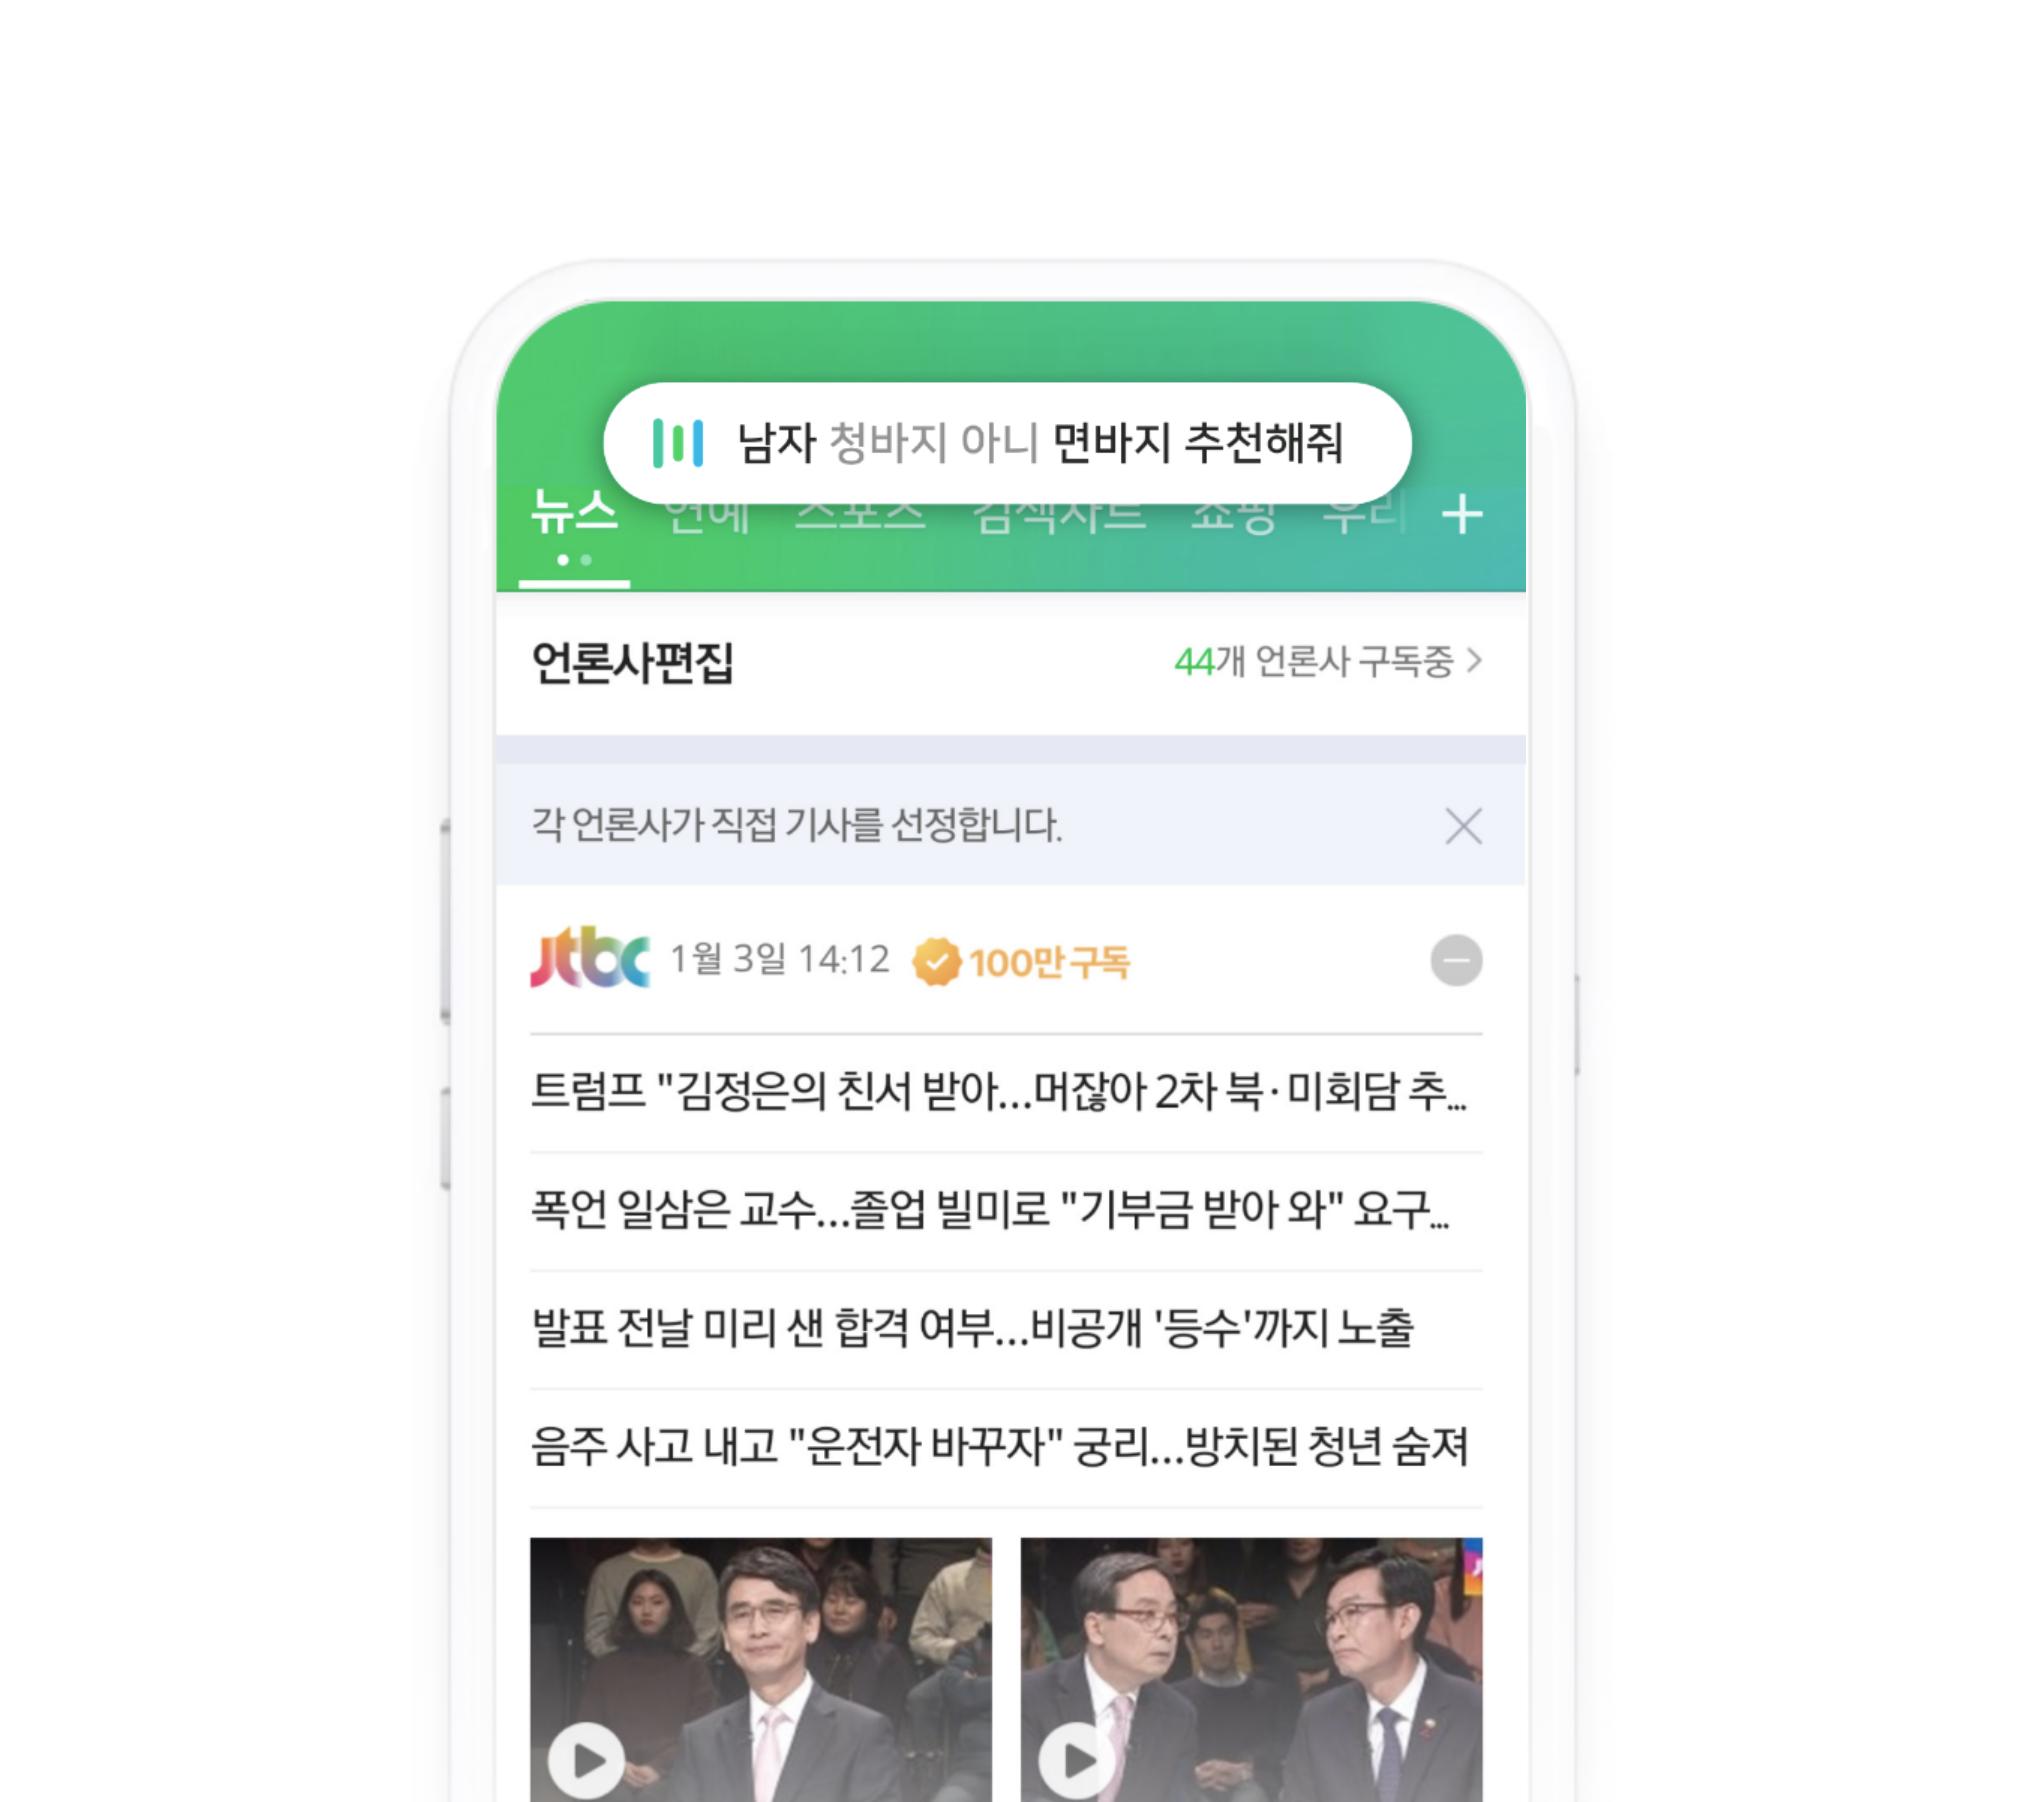 남자 청바지 아니 면바지 추천해줘
뉴스 연예 스포츠 검색차트 쇼핑 우리
언론사편집
44개 언론사 구독중
각 언론사가 직접 기사를 선정합니다.
jtbc 1월 3일 14:12 100만 구독
트럼프 "김정은의 친서 받아…머잖아 2차 북·미회담 추...
폭언 일삼은 교수…졸업 빌미로 "기부금 받아 와" 요구...
발표 전날 미리 샌 합격 여부…비공개 '등수'까지 노출
음주 사고 내고 "운전자 바꾸자" 궁리…방치된 청년 숨져